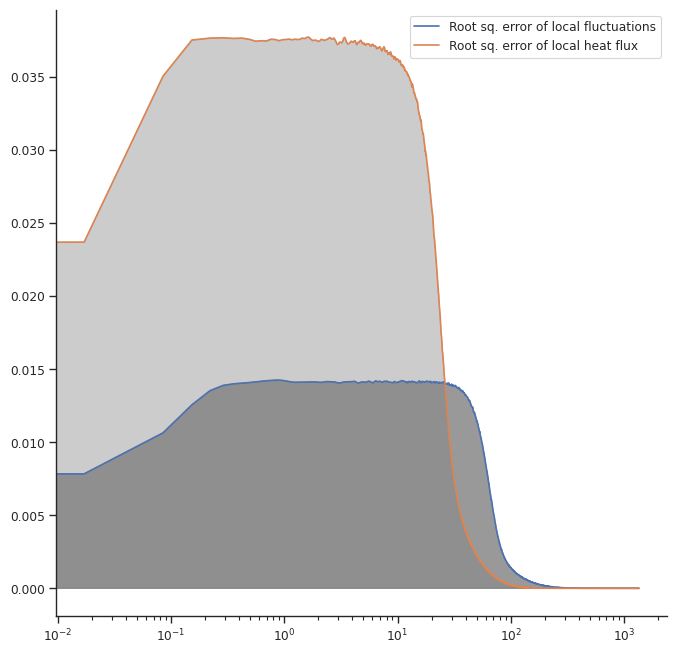 Root sq. error of local fluctuations
Root sq. error of local heat flux
0.035
0.030
0.025
0.020
0.015
0.010
0.005
0.000
10⁻² 10⁻¹ 10⁰ 10¹ 10² 10³